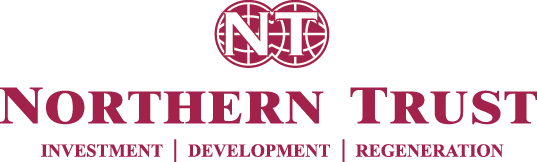 NT
NORTHERN TRUST
INVESTMENT | DEVELOPMENT | REGENERATION